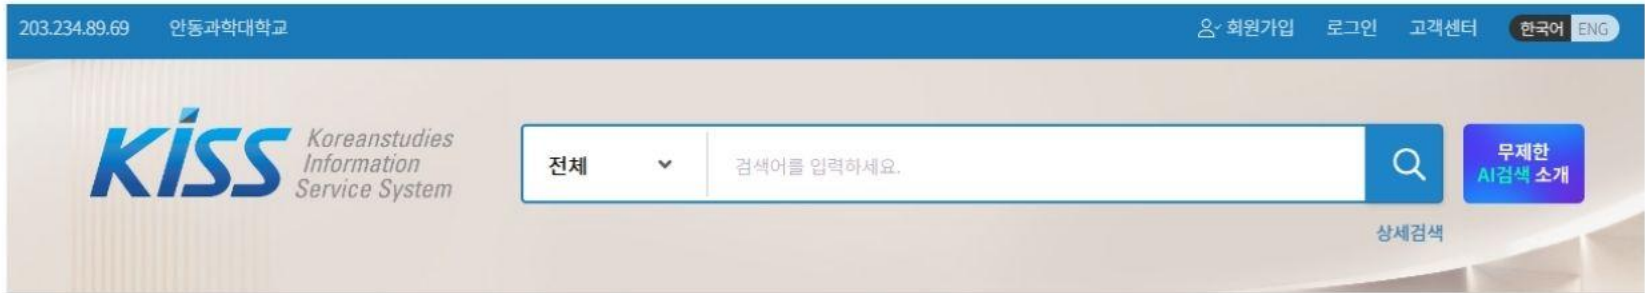 203.234.89.69 안동과학대학교 회원가입 로그인 고객센터 한국어 ENG
KISS
Koreanstudies
Information
Service System
전체 검색어를 입력하세요.
무제한
AI검색 소개
상세검색